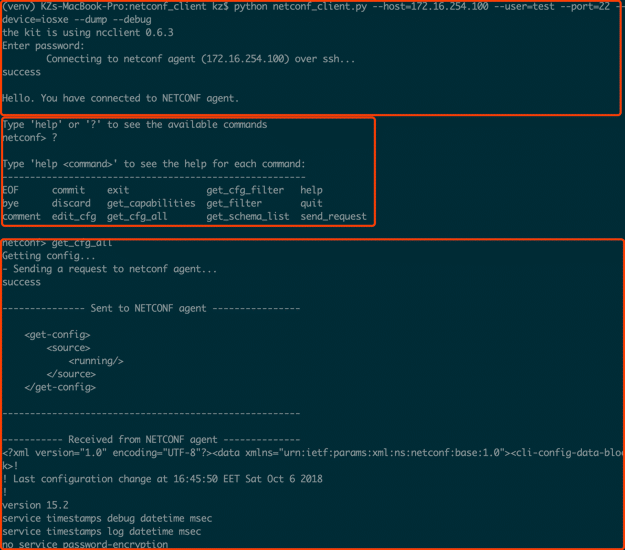 (venv) KZs-MacBook-Pro:netconf_client kz$ python netconf_client.py --host=172.16.254.100 --user=test --port=22 --
device=iosxe --dump --debug
the kit is using ncclient 0.6.3
Enter password:
Connecting to netconf agent (172.16.254.100) over ssh...
success
Hello. You have connected to NETCONF agent.
Type 'help' or '?' to see the available commands
netconf> ?
Type 'help <command>' to see the help for each command:
------------------------------------------------------
EOF commit exit get_cfg_filter help
bye discard get_capabilities get_filter quit
comment edit_cfg get_cfg_all get_schema_list send_request
netconf> get_cfg_all
Getting config...
- Sending a request to netconf agent...
success
--------------- Sent to NETCONF agent ----------------
<get-config>
<source>
<running/>
</source>
</get-config>
------------------------------------------------------
----------- Received from NETCONF agent --------------
<?xml version="1.0" encoding="UTF-8"?><data xmlns="urn:ietf:params:xml:ns:netconf:base:1.0"><cli-config-data-bloc
k>!
! Last configuration change at 16:45:50 EET Sat Oct 6 2018
!
version 15.2
service timestamps debug datetime msec
service timestamps log datetime msec
no service password-encryption